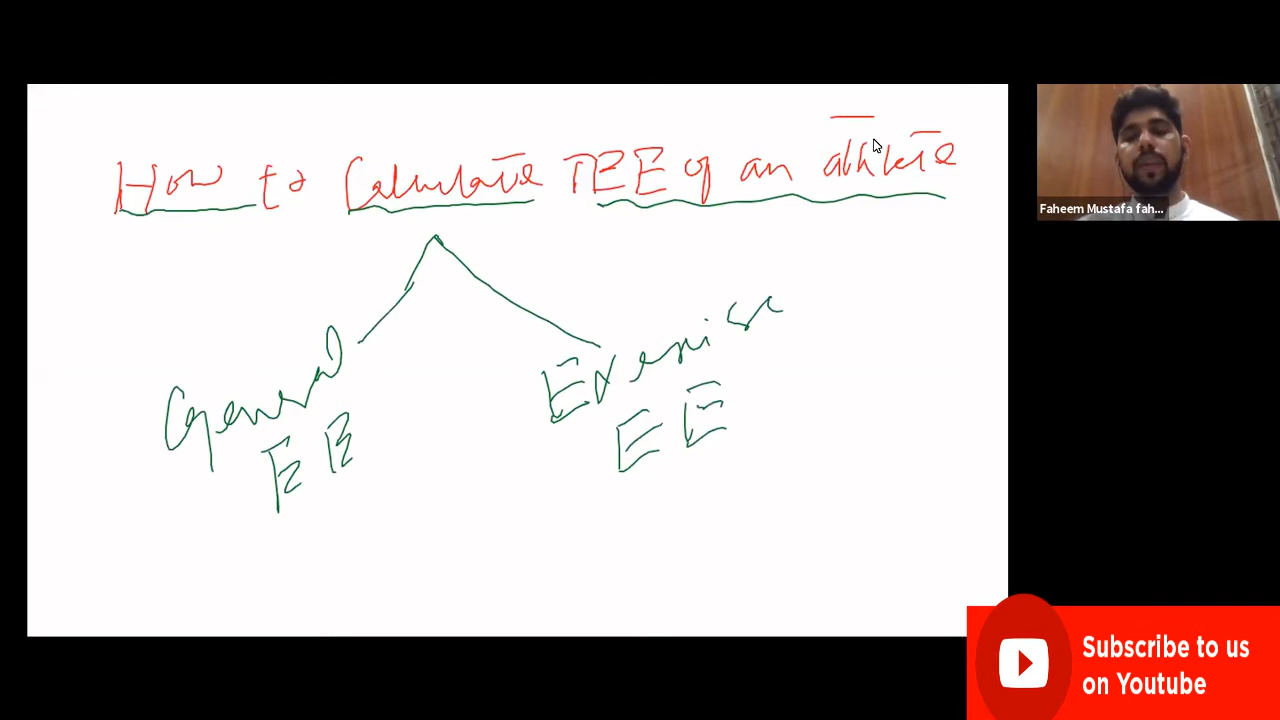 How to Calculate TEE of an athlete
General
EE
Exercise
EE
Faheem Mustafa fah...
Subscribe to us
on Youtube